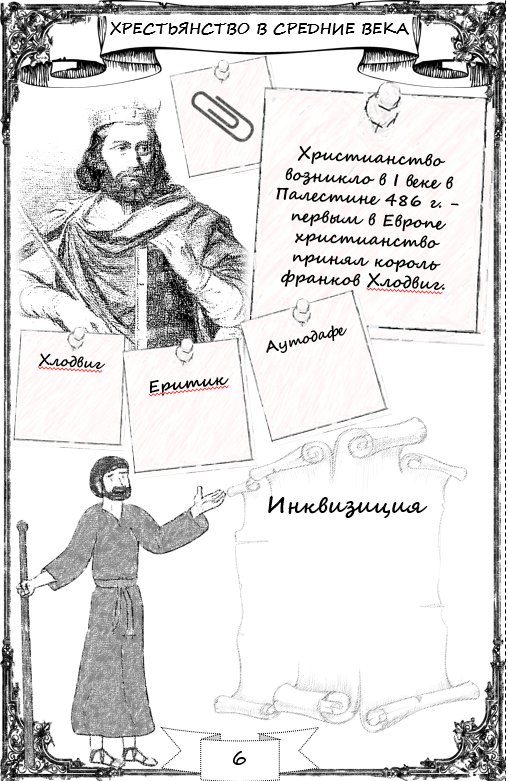 ХРЕСТЬЯНСТВО В СРЕДНИЕ ВЕКА
Христианство
возникло в I веке в
Палестине 486 г. –
первым в Европе
христианство
принял король
франков Хлодвиг.
Хлодвиг
Еритик
Аутодафе
Инквизиция
6